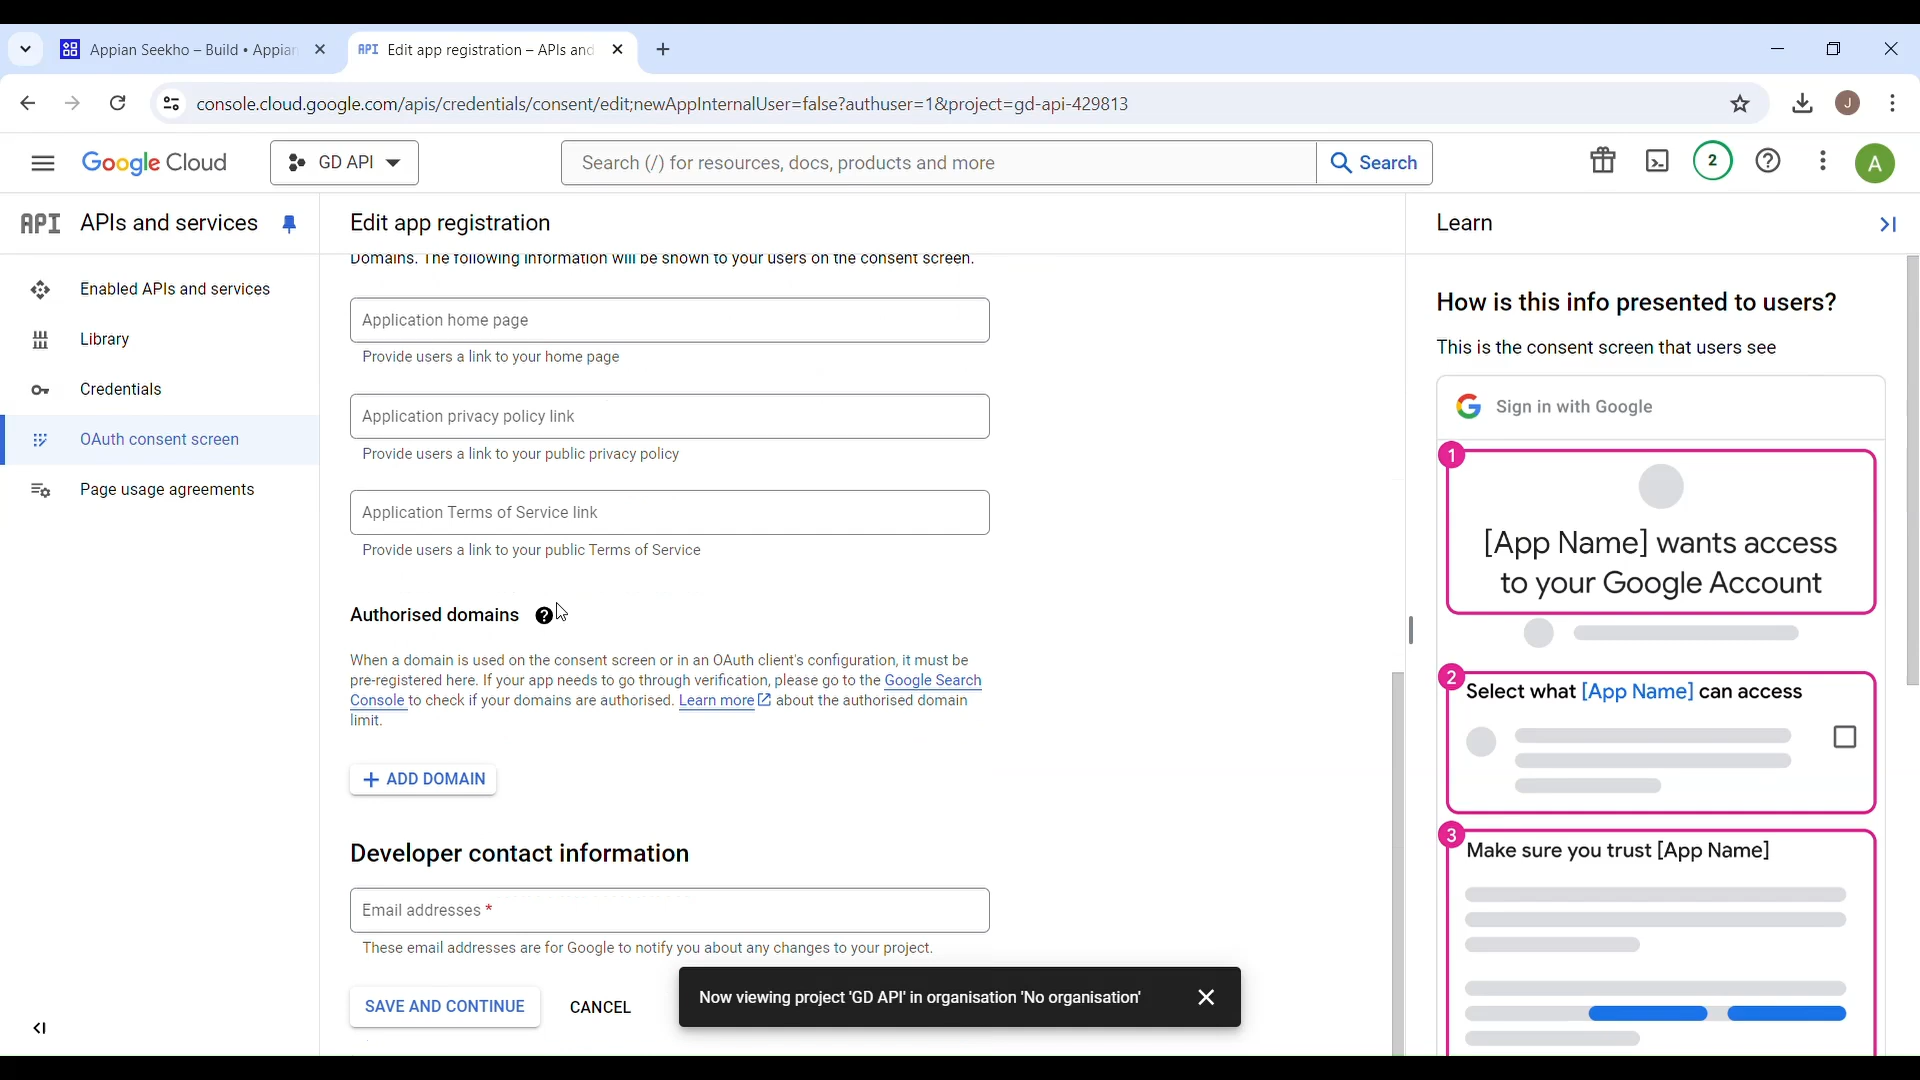 Appian Seekho – Build • Appian
API Edit app registration – APIs and
console.cloud.google.com/apis/credentials/consent/edit;newAppInternalUser=false?authuser=1&project=gd-api-429813
J
Google Cloud
GD API
Search (/) for resources, docs, products and more
Search
2
A
API APIs and services
Edit app registration
Learn
Enabled APIs and services
Library
Credentials
OAuth consent screen
Page usage agreements
Domains. The following information will be shown to your users on the consent screen.
Application home page
Provide users a link to your home page
Application privacy policy link
Provide users a link to your public privacy policy
Application Terms of Service link
Provide users a link to your public Terms of Service
Authorised domains
When a domain is used on the consent screen or in an OAuth client's configuration, it must be
pre-registered here. If your app needs to go through verification, please go to the Google Search
Console to check if your domains are authorised. Learn more about the authorised domain
limit.
+ ADD DOMAIN
Developer contact information
Email addresses *
These email addresses are for Google to notify you about any changes to your project.
SAVE AND CONTINUE
CANCEL
Now viewing project 'GD API' in organisation 'No organisation'
How is this info presented to users?
This is the consent screen that users see
G Sign in with Google
1
[App Name] wants access
to your Google Account
2
Select what [App Name] can access
3
Make sure you trust [App Name]